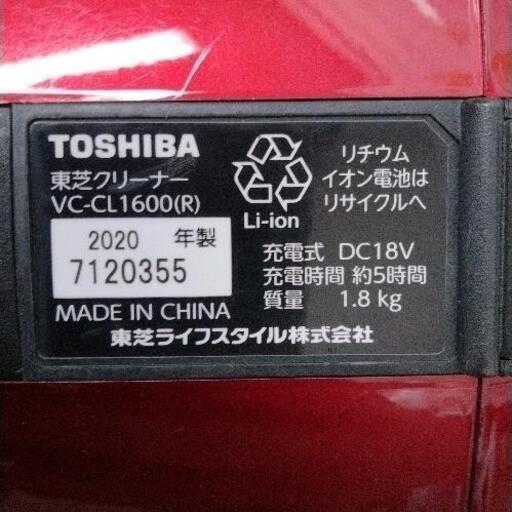 TOSHIBA
東芝クリーナー
VC-CL1600(R)
2020 年製
7120355
MADE IN CHINA
Li-ion
リチウム
イオン電池は
リサイクルへ
充電式 DC18V
充電時間 約5時間
質量 1.8 kg
東芝ライフスタイル株式会社